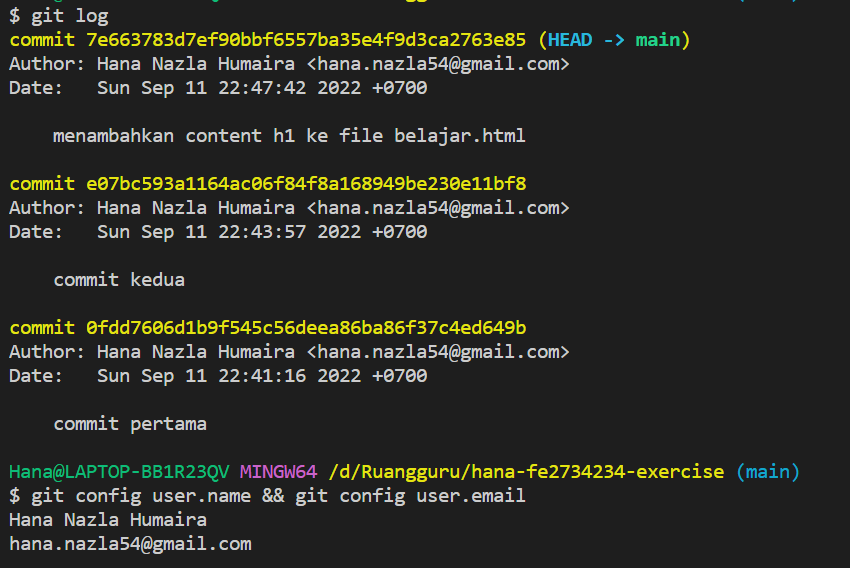 $ git log
commit 7e663783d7ef90bbf6557ba35e4f9d3ca2763e85 (HEAD -> main)
Author: Hana Nazla Humaira <hana.nazla54@gmail.com>
Date:   Sun Sep 11 22:47:42 2022 +0700
menambahkan content h1 ke file belajar.html
commit e07bc593a1164ac06f84f8a168949be230e11bf8
Author: Hana Nazla Humaira <hana.nazla54@gmail.com>
Date:   Sun Sep 11 22:43:57 2022 +0700
commit kedua
commit 0fdd7606d1b9f545c56deea86ba86f37c4ed649b
Author: Hana Nazla Humaira <hana.nazla54@gmail.com>
Date:   Sun Sep 11 22:41:16 2022 +0700
commit pertama
Hana@LAPTOP-BB1R23QV MINGW64 /d/Ruangguru/hana-fe2734234-exercise (main)
$ git config user.name && git config user.email
Hana Nazla Humaira
hana.nazla54@gmail.com